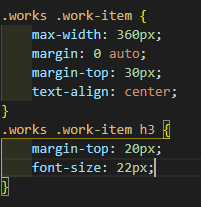 .works .work-item {
    max-width: 360px;
    margin: 0 auto;
    margin-top: 30px;
    text-align: center;
}
.works .work-item h3 {
    margin-top: 20px;
    font-size: 22px;
}